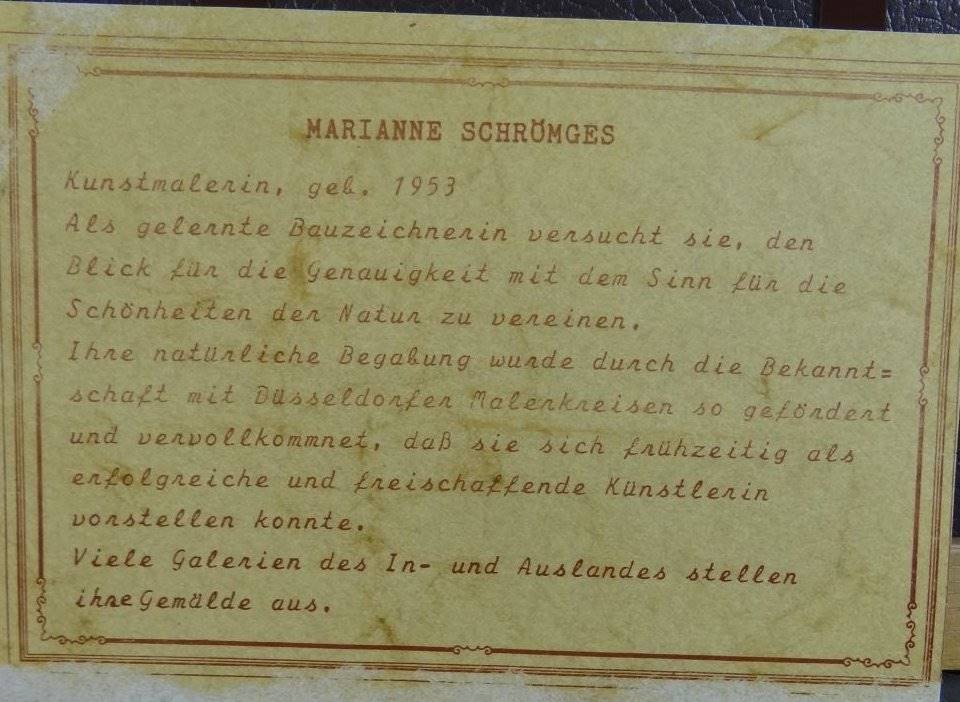 MARIANNE SCHRÖMGES
Kunstmalerin, geb. 1953
Als gelernte Bauzeichnerin versucht sie, den
Blick für die Genauigkeit mit dem Sinn für die
Schönheiten der Natur zu vereinen.
Ihre natürliche Begabung wurde durch die Bekannt=
schaft mit Düsseldorfer Malerkreisen so gefördert
und vervollkommnet, daß sie sich frühzeitig als
erfolgreiche und freischaffende Künstlerin
vorstellen konnte.
Viele Galerien des In- und Auslandes stellen
ihre Gemälde aus.